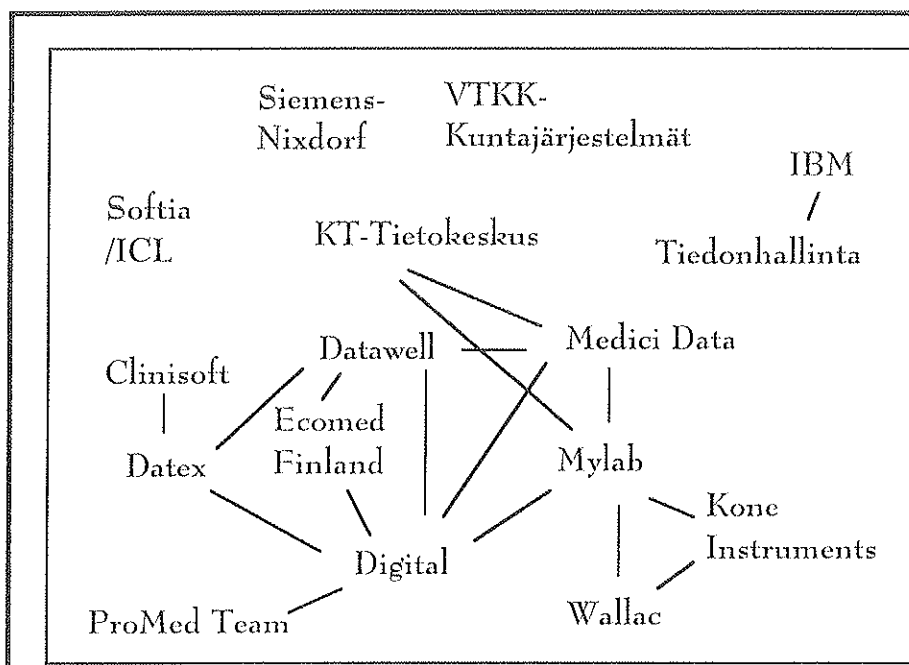 Siemens-
Nixdorf
VTKK-
Kuntajärjestelmät
IBM
Softia
/ICL
KT-Tietokeskus
Tiedonhallinta
Datawell
Medici Data
Clinisoft
Ecomed
Finland
Datex
Mylab
Kone
Instruments
Digital
Wallac
ProMed Team